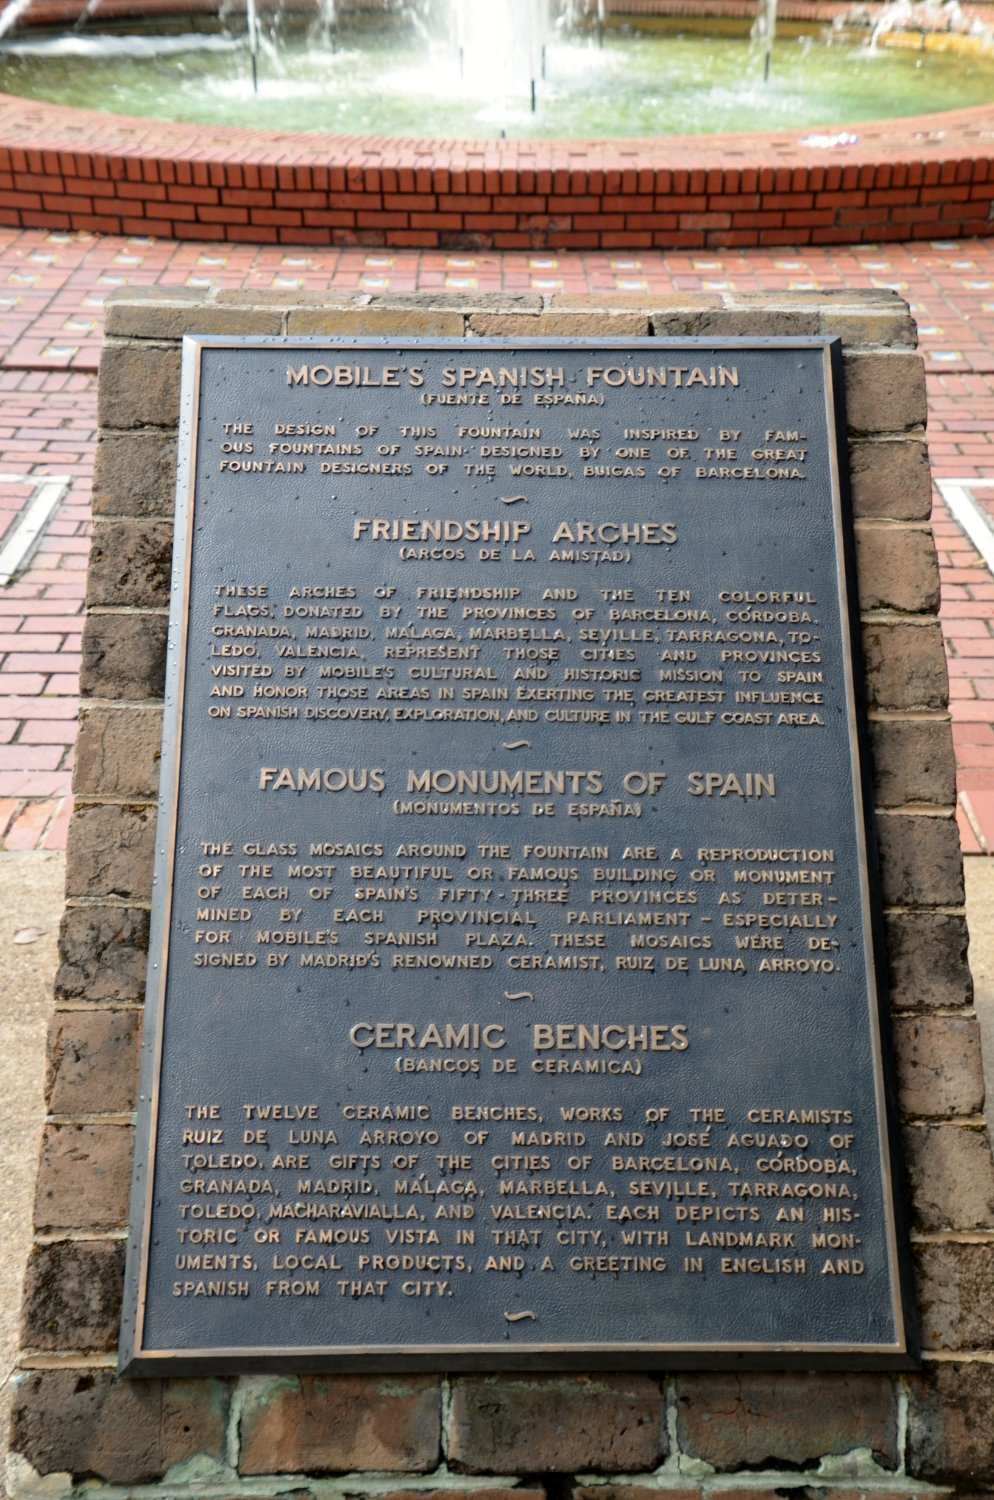 MOBILE'S SPANISH FOUNTAIN
(FUENTE DE ESPAÑA)
THE DESIGN OF THIS FOUNTAIN WAS INSPIRED BY FAM-
OUS FOUNTAINS OF SPAIN DESIGNED BY ONE OF THE GREAT
FOUNTAIN DESIGNERS OF THE WORLD, BUIGAS OF BARCELONA.
FRIENDSHIP ARCHES
(ARCOS DE LA AMISTAD)
THESE ARCHES OF FRIENDSHIP AND THE TEN COLORFUL
FLAGS, DONATED BY THE PROVINCES OF BARCELONA, CÓRDOBA,
GRANADA, MADRID, MÁLAGA, MARBELLA, SEVILLE, TARRAGONA, TO-
LEDO, VALENCIA, REPRESENT THOSE CITIES AND PROVINCES
VISITED BY MOBILE'S CULTURAL AND HISTORIC MISSION TO SPAIN
AND HONOR THOSE AREAS IN SPAIN EXERTING THE GREATEST INFLUENCE
ON SPANISH DISCOVERY, EXPLORATION, AND CULTURE IN THE GULF COAST AREA.
FAMOUS MONUMENTS OF SPAIN
(MONUMENTOS DE ESPAÑA)
THE GLASS MOSAICS AROUND THE FOUNTAIN ARE A REPRODUCTION
OF THE MOST BEAUTIFUL OR FAMOUS BUILDING OR MONUMENT
OF EACH OF SPAIN'S FIFTY-THREE PROVINCES AS DETER-
MINED BY EACH PROVINCIAL PARLIAMENT - ESPECIALLY
FOR MOBILE'S SPANISH PLAZA. THESE MOSAICS WERE DE-
SIGNED BY MADRID'S RENOWNED CERAMIST, RUIZ DE LUNA ARROYO.
CERAMIC BENCHES
(BANCOS DE CERAMICA)
THE TWELVE CERAMIC BENCHES, WORKS OF THE CERAMISTS
RUIZ DE LUNA ARROYO OF MADRID AND JOSÉ AGUADO OF
TOLEDO, ARE GIFTS OF THE CITIES OF BARCELONA, CÓRDOBA,
GRANADA, MADRID, MÁLAGA, MARBELLA, SEVILLE, TARRAGONA,
TOLEDO, MACHARAVIALLA, AND VALENCIA. EACH DEPICTS AN HIS-
TORIC OR FAMOUS VISTA IN THAT CITY, WITH LANDMARK MON-
UMENTS, LOCAL PRODUCTS, AND A GREETING IN ENGLISH AND
SPANISH FROM THAT CITY.